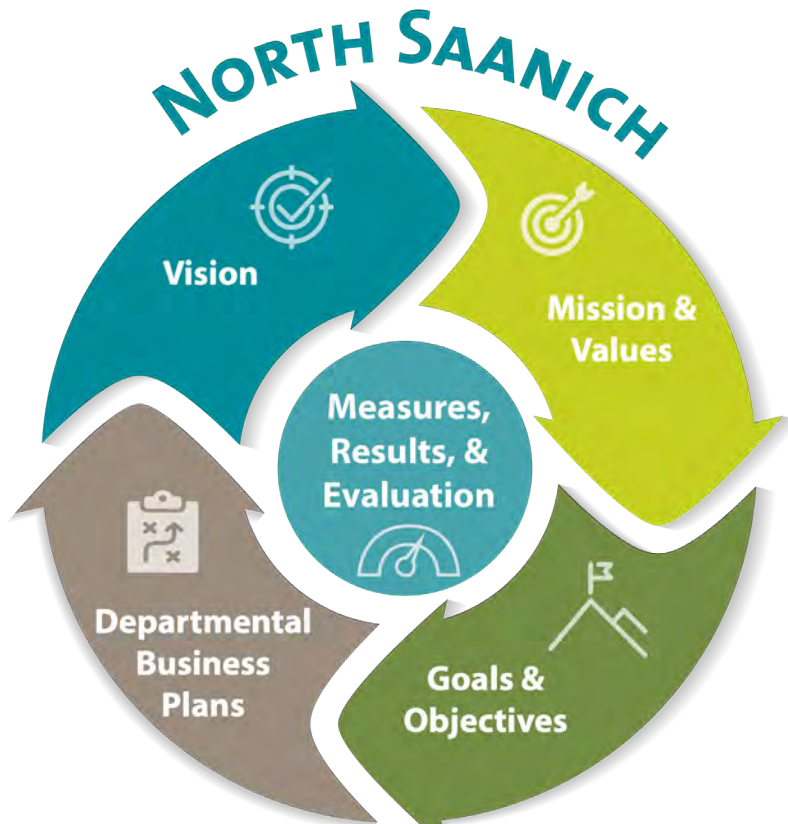 NORTH SAANICH
Vision
Mission &
Values
Measures,
Results, &
Evaluation
Departmental
Business
Plans
Goals &
Objectives